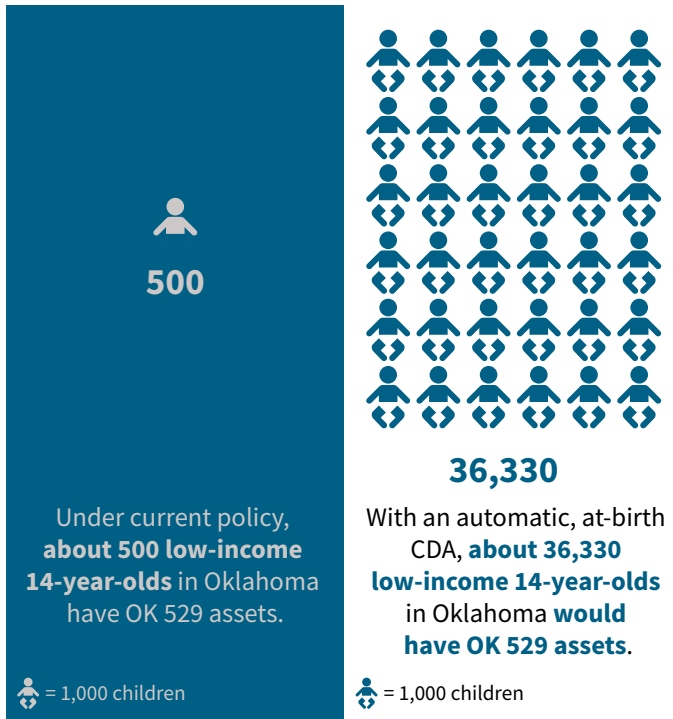 500
Under current policy,
about 500 low-income
14-year-olds in Oklahoma
have OK 529 assets.
= 1,000 children
36,330
With an automatic, at-birth
CDA, about 36,330
low-income 14-year-olds
in Oklahoma would
have OK 529 assets.
= 1,000 children